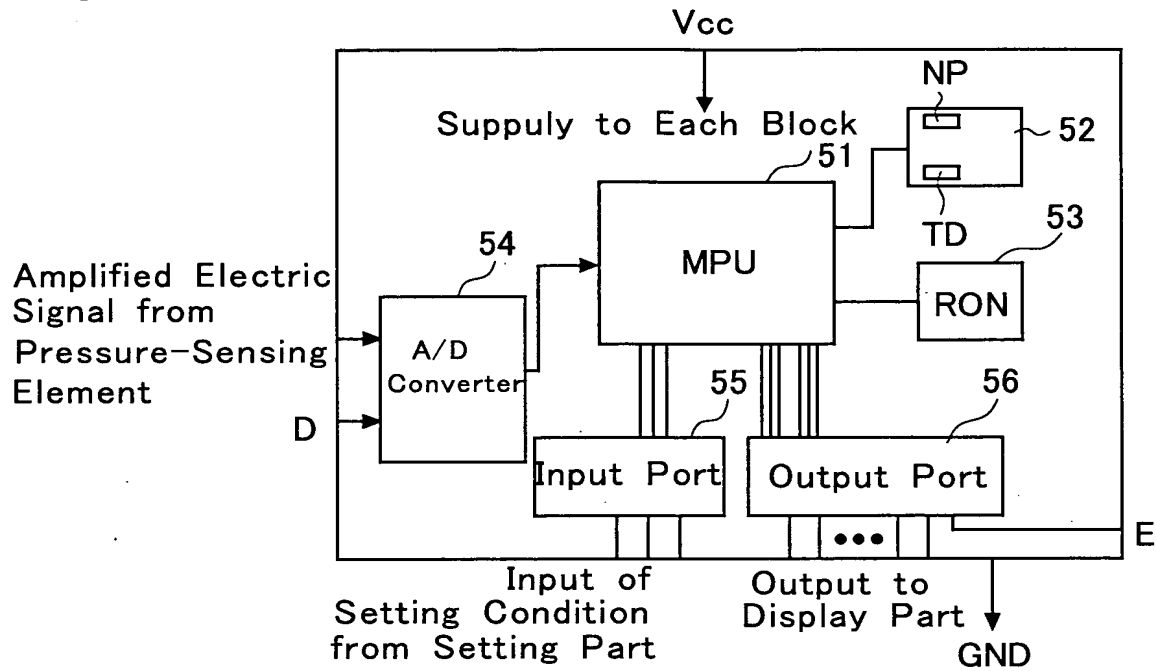 Vcc
Suppuly to Each Block
NP
52
TD
51
MPU
53
RON
54
Amplified Electric
Signal from
Pressure-Sensing
Element
D
A/D
Converter
55
Input Port
56
Output Port
E
Input of
Setting Condition
from Setting Part
Output to
Display Part
GND